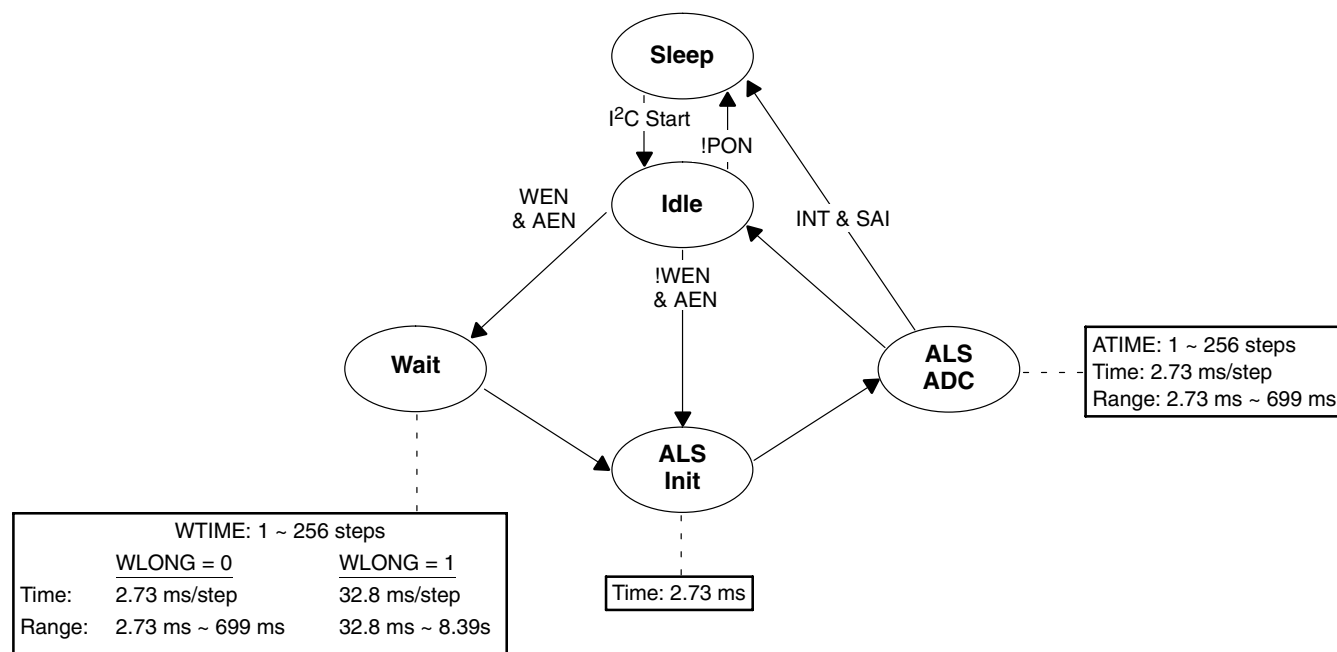 Sleep
I²C Start
!PON
WEN
& AEN
Idle
INT & SAI
!WEN
& AEN
Wait
ALS
ADC
ATIME: 1 ~ 256 steps
Time: 2.73 ms/step
Range: 2.73 ms ~ 699 ms
ALS
Init
WTIME: 1 ~ 256 steps
WLONG = 0 WLONG = 1
Time: 2.73 ms/step 32.8 ms/step
Range: 2.73 ms ~ 699 ms 32.8 ms ~ 8.39s
Time: 2.73 ms